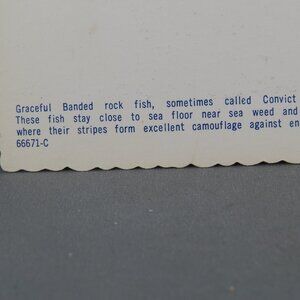 Graceful Banded rock fish, sometimes called Convict
These fish stay close to sea floor near sea weed and
where their stripes form excellent camouflage against en
66671-C